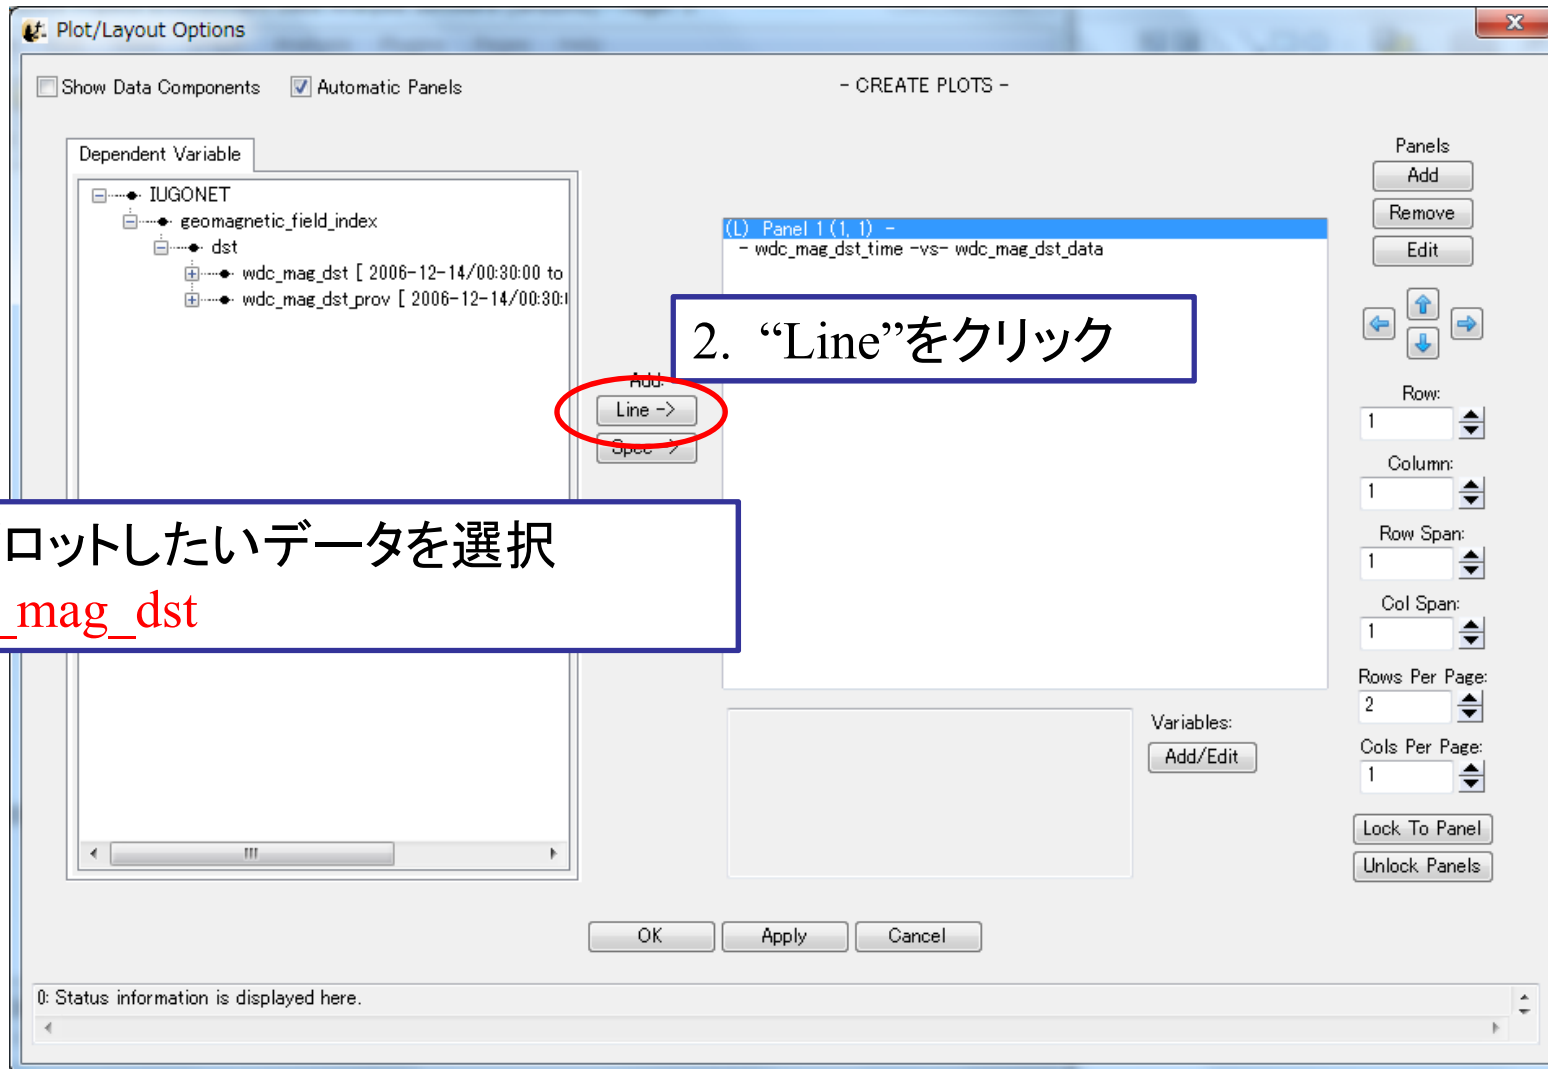 Plot/Layout Options
Show Data Components
Automatic Panels
- CREATE PLOTS -
Dependent Variable
IUGONET
geomagnetic_field_index
dst
wdc_mag_dst [ 2006-12-14/00:30:00 to
wdc_mag_dst_prov [ 2006-12-14/00:30:
(L) Panel 1 (1, 1) -
- wdc_mag_dst_time -vs- wdc_mag_dst_data
2. “Line”をクリック
Add:
Line ->
Spec ->
ロットしたいデータを選択
_mag_dst
Panels
Add
Remove
Edit
Row:
1
Column:
1
Row Span:
1
Col Span:
1
Rows Per Page:
2
Cols Per Page:
1
Variables:
Add/Edit
Lock To Panel
Unlock Panels
OK
Apply
Cancel
0: Status information is displayed here.